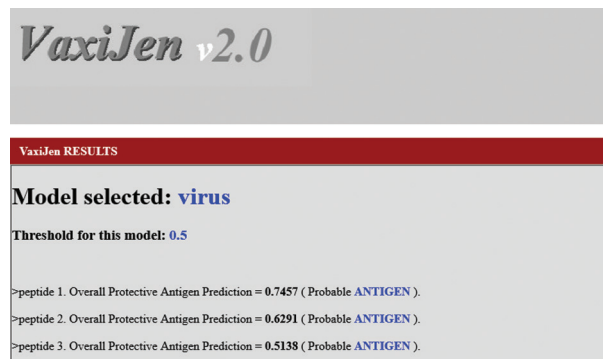 VaxiJen v2.0
VaxiJen RESULTS
Model selected: virus
Threshold for this model: 0.5
>peptide 1. Overall Protective Antigen Prediction = 0.7457 ( Probable ANTIGEN ).
>peptide 2. Overall Protective Antigen Prediction = 0.6291 ( Probable ANTIGEN ).
>peptide 3. Overall Protective Antigen Prediction = 0.5138 ( Probable ANTIGEN ).